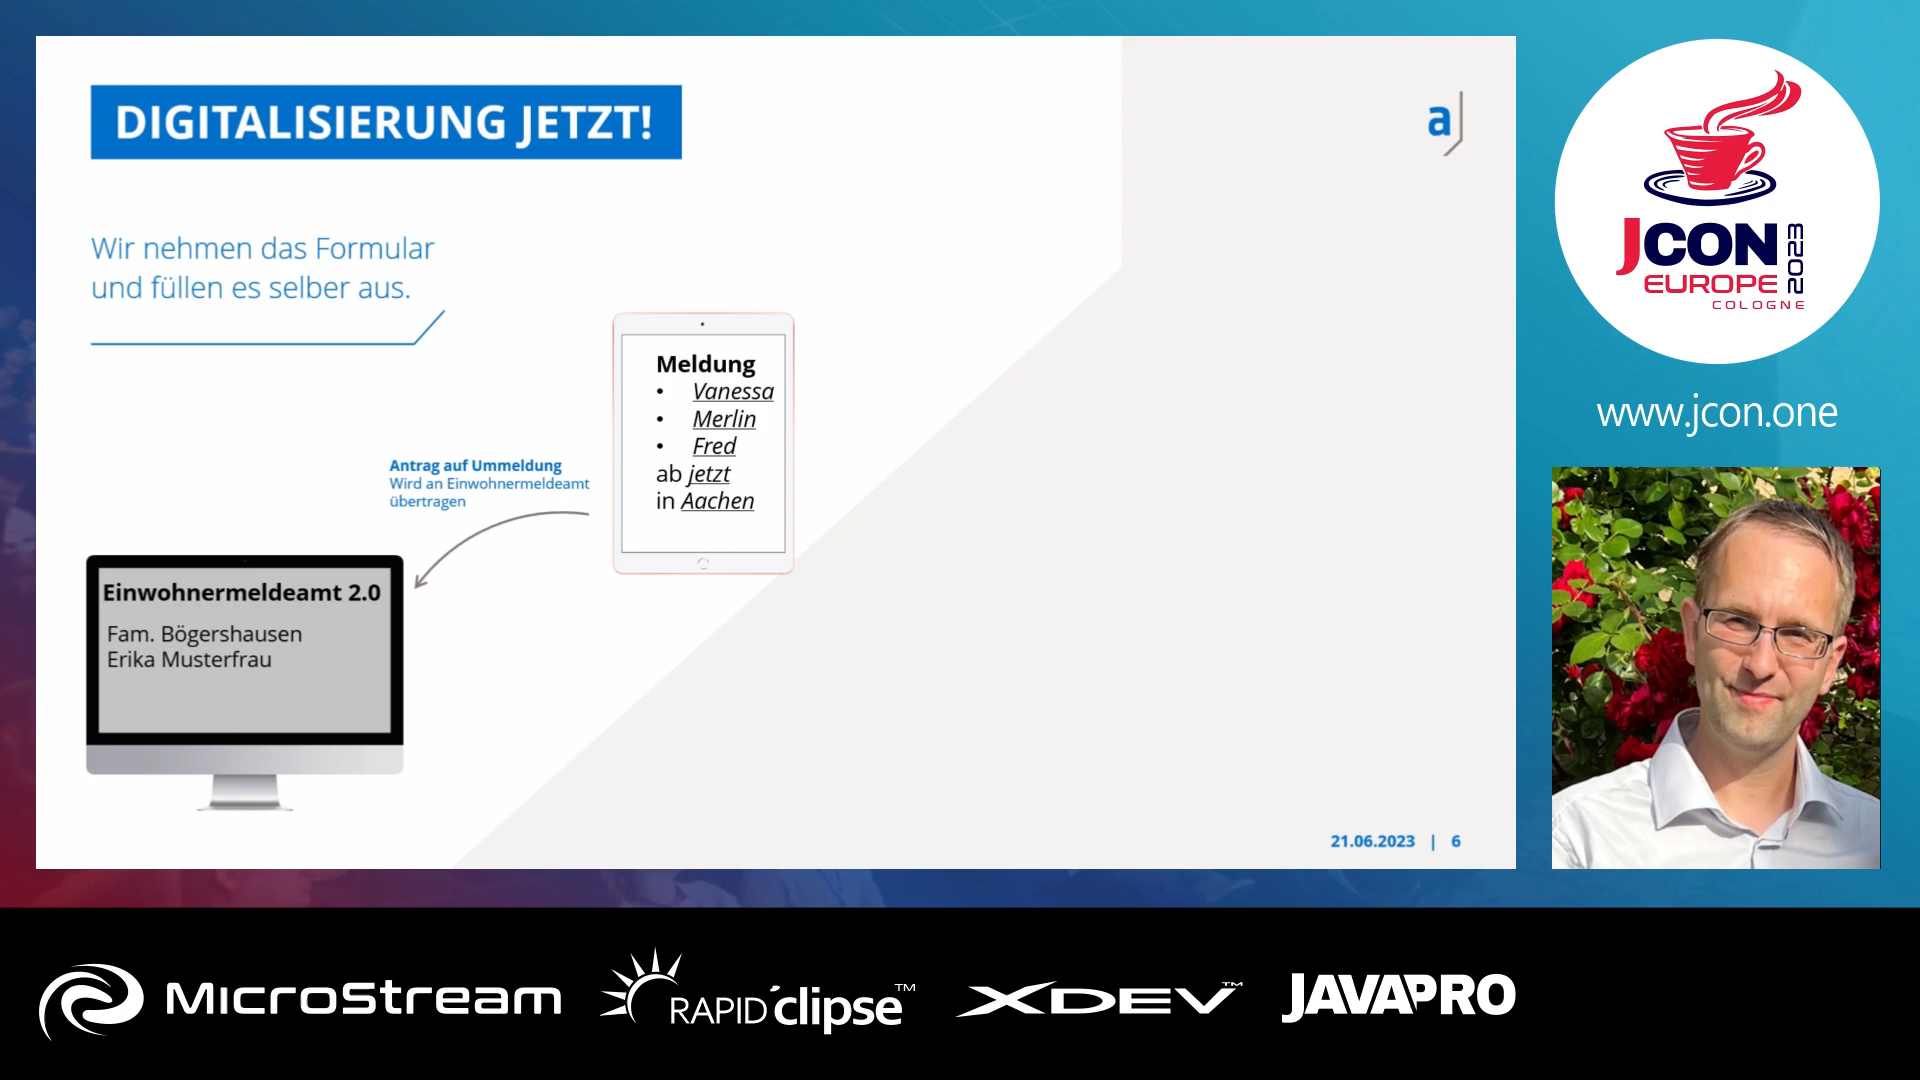 DIGITALISIERUNG JETZT!
a
Wir nehmen das Formular
und füllen es selber aus.
Meldung
• Vanessa
• Merlin
• Fred
ab jetzt
in Aachen
Antrag auf Ummeldung
Wird an Einwohnermeldeamt
übertragen
Einwohnermeldeamt 2.0
Fam. Bögershausen
Erika Musterfrau
21.06.2023 | 6
JCON
EUROPE
2023
COLOGNE
www.jcon.one
MicroStream
RAPID'clipse™
XDEV™
JAVAPRO